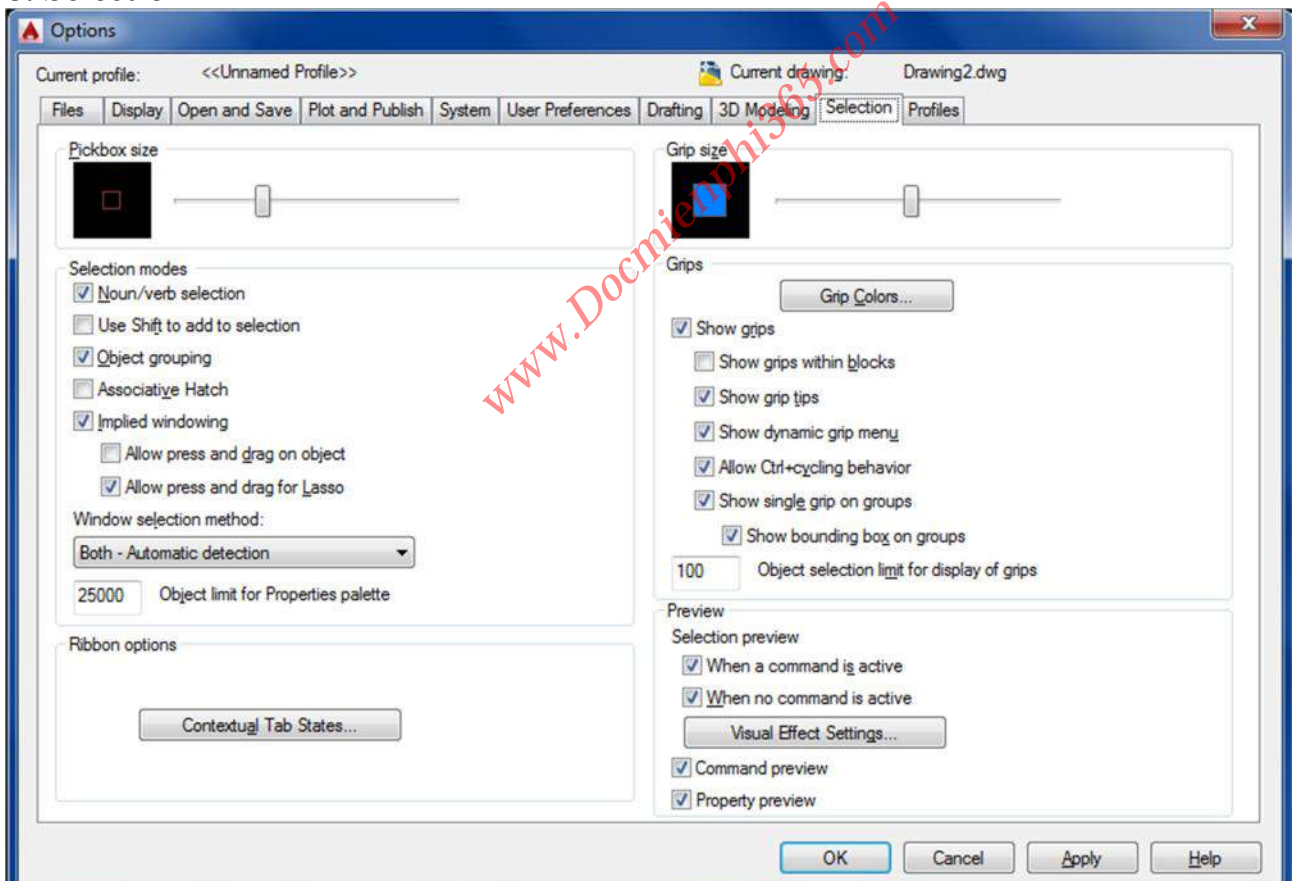 Options
Current profile: <<Unnamed Profile>> Current drawing: Drawing2.dwg
Files Display Open and Save Plot and Publish System User Preferences Drafting 3D Modeling Selection Profiles
Pickbox size
Selection modes
Noun/verb selection
Use Shift to add to selection
Object grouping
Associative Hatch
Implied windowing
Allow press and drag on object
Allow press and drag for Lasso
Window selection method:
Both - Automatic detection
25000 Object limit for Properties palette
Ribbon options
Contextual Tab States...
Grip size
Grips
Grip Colors...
Show grips
Show grips within blocks
Show grip tips
Show dynamic grip menu
Allow Ctrl+cycling behavior
Show single grip on groups
Show bounding box on groups
100 Object selection limit for display of grips
Preview
Selection preview
When a command is active
When no command is active
Visual Effect Settings...
Command preview
Property preview
OK Cancel Apply Help
www.Docmienphi365.com